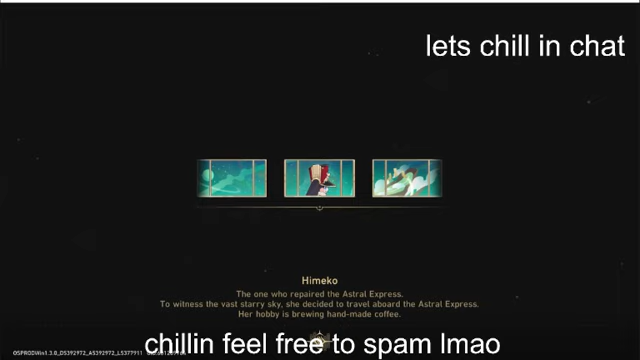 lets chill in chat
Himeko
The one who repaired the Astral Express.
To witness the vast starry sky, she decided to travel aboard the Astral Express.
Her hobby is brewing hand-made coffee.
chillin feel free to spam lmao